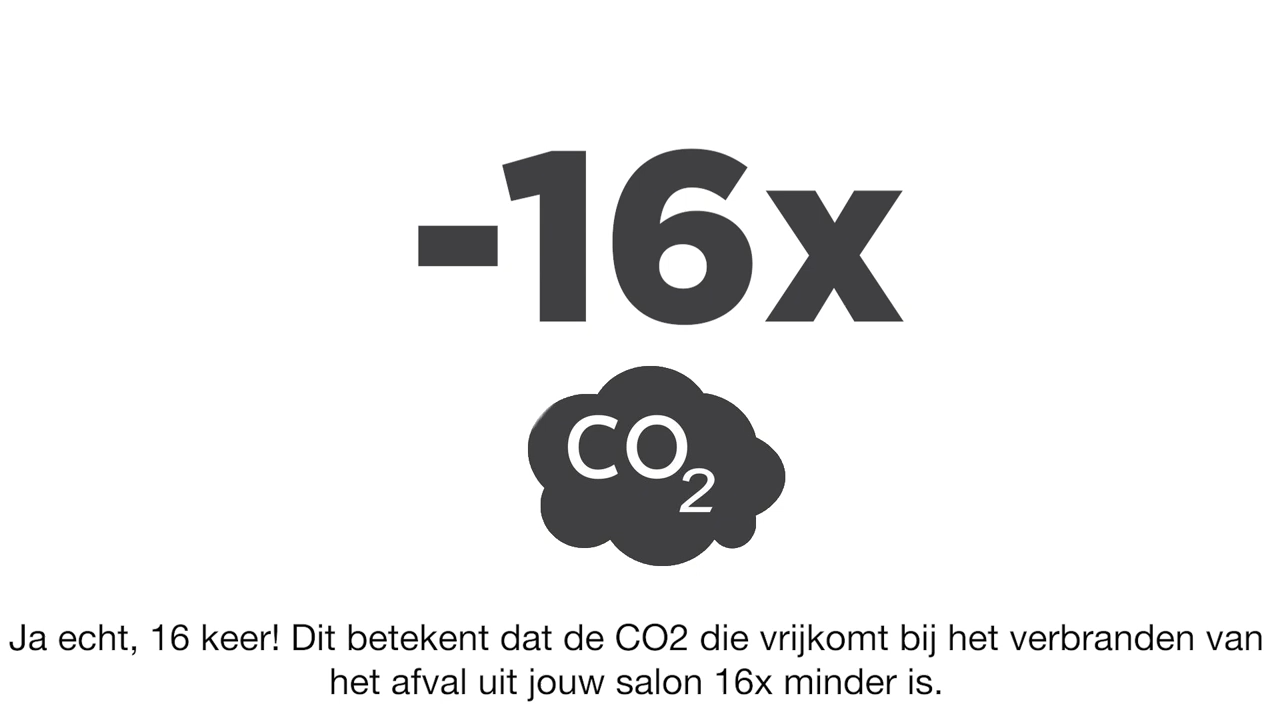 -16x
CO2
Ja echt, 16 keer! Dit betekent dat de CO2 die vrijkomt bij het verbranden van
het afval uit jouw salon 16x minder is.